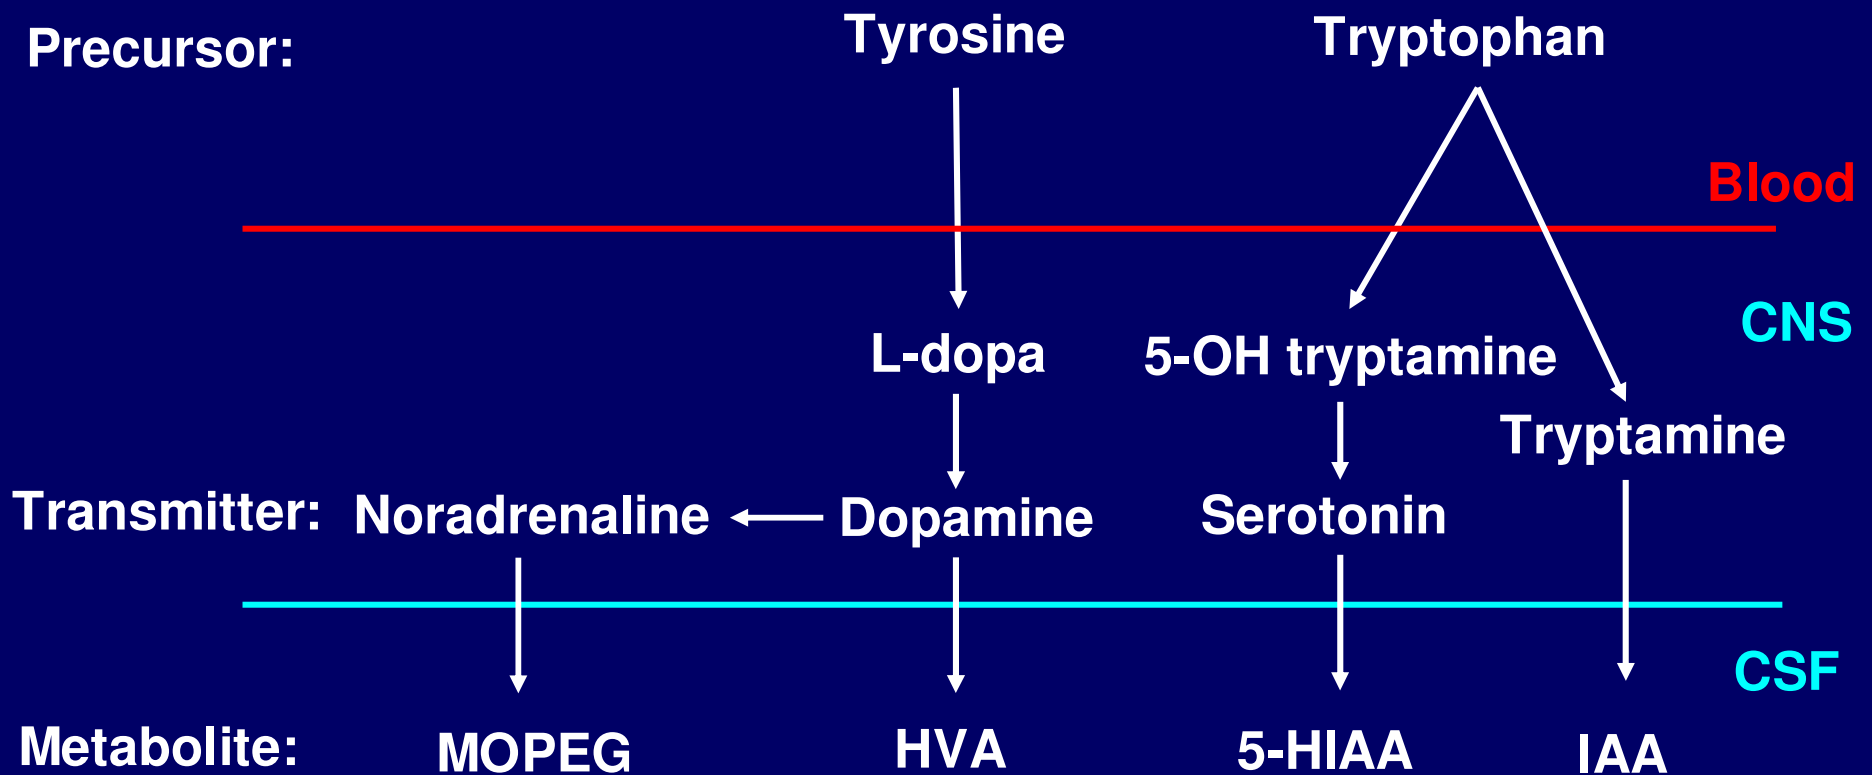 Precursor: Tyrosine Tryptophan
Blood
CNS
L-dopa 5-OH tryptamine
Tryptamine
Transmitter: Noradrenaline Dopamine Serotonin
CSF
Metabolite: MOPEG HVA 5-HIAA IAA